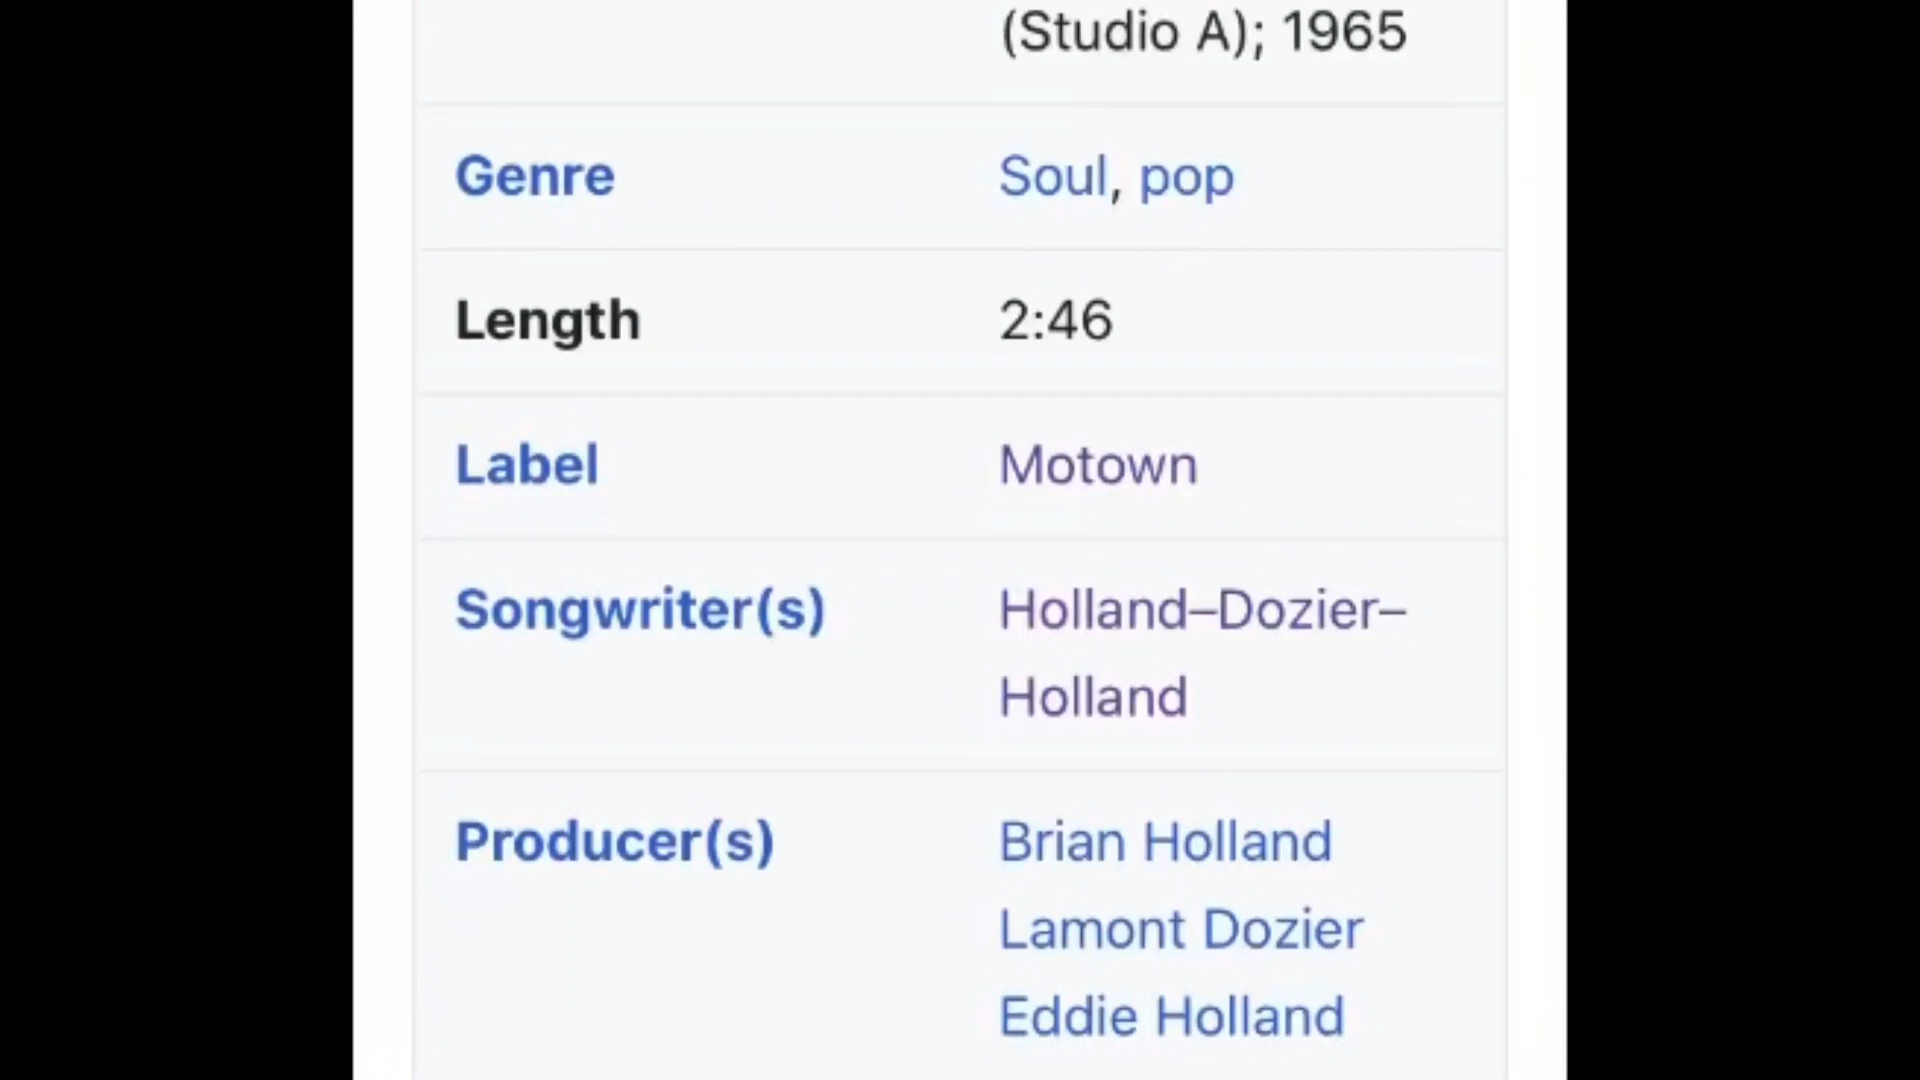 (Studio A); 1965
Genre Soul, pop
Length 2:46
Label Motown
Songwriter(s) Holland–Dozier–
Holland
Producer(s) Brian Holland
Lamont Dozier
Eddie Holland